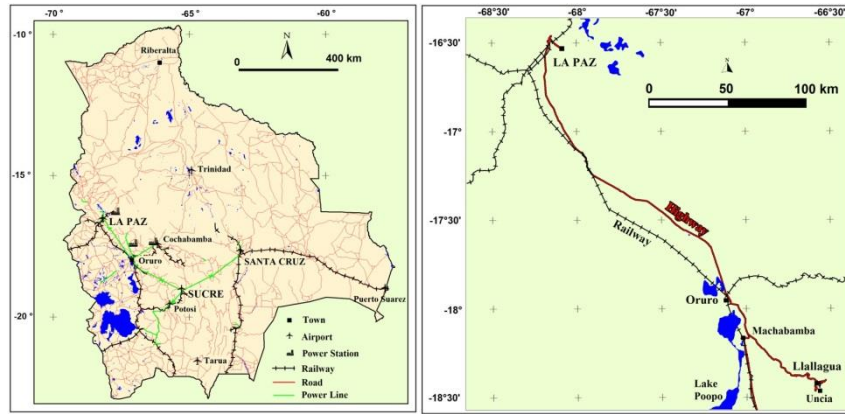 -70 °
-65 °
-60 °
-10 °
-15 °
-20 °
Riberalta
N
0
400 km
Trinidad
LA PAZ
Cochabamba
Oruro
SANTA CRUZ
SUCRE
Puerto Suarez
Potosi
Tarua
Town
Airport
Power Station
Railway
Road
Power Line
-68°30'
-68°
-67°30'
-67°
-66°30'
-16°30'
-17°
-17°30'
-18°
-18°30'
LA PAZ
N
0
50
100 km
Highway
Railway
Oruro
Machabamba
Llallagua
Lake
Poopo
Uncia